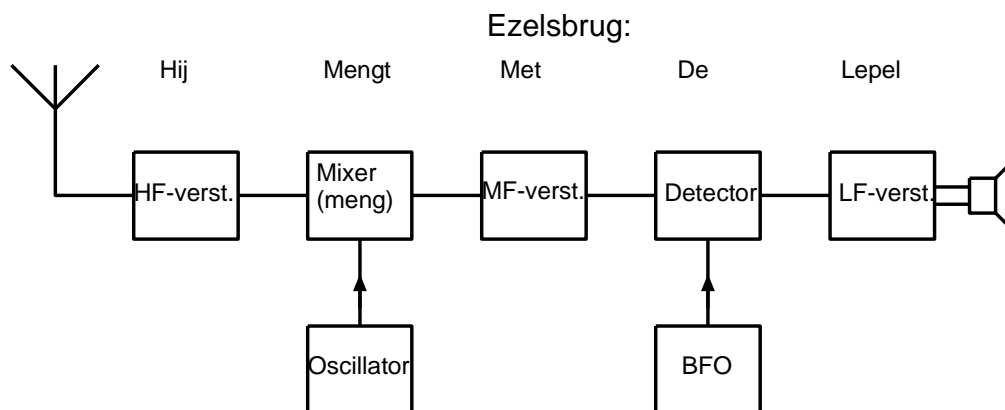 Ezelsbrug:
Hij Mengt Met De Lepel
HF-verst. Mixer (meng) MF-verst. Detector LF-verst.
Oscillator BFO